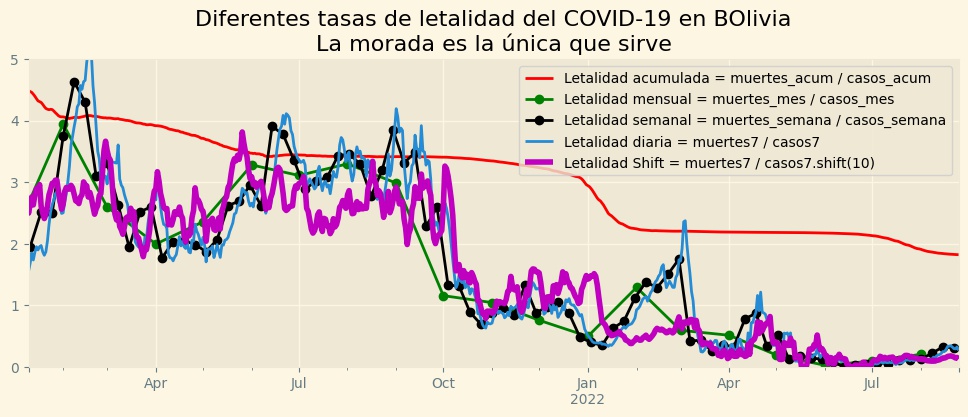 Diferentes tasas de letalidad del COVID-19 en BOlivia
La morada es la única que sirve
5
4
3
2
1
0
Letalidad acumulada = muertes_acum / casos_acum
Letalidad mensual = muertes_mes / casos_mes
Letalidad semanal = muertes_semana / casos_semana
Letalidad diaria = muertes7 / casos7
Letalidad Shift = muertes7 / casos7.shift(10)
Apr
Jul
Oct
Jan
2022
Apr
Jul